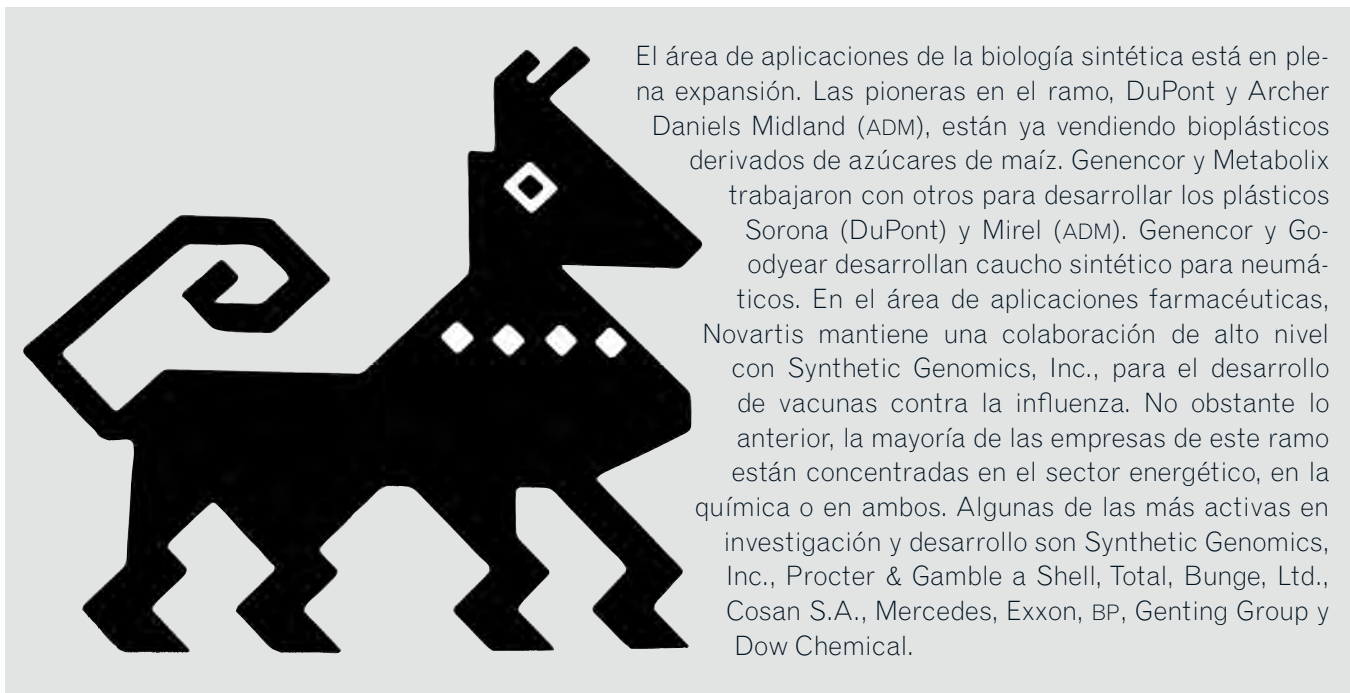 El área de aplicaciones de la biología sintética está en ple-
na expansión. Las pioneras en el ramo, DuPont y Archer
Daniels Midland (ADM), están ya vendiendo bioplásticos
derivados de azúcares de maíz. Genencor y Metabolix
trabajaron con otros para desarrollar los plásticos
Sorona (DuPont) y Mirel (ADM). Genencor y Go-
odyear desarrollan caucho sintético para neumá-
ticos. En el área de aplicaciones farmacéuticas,
Novartis mantiene una colaboración de alto nivel
con Synthetic Genomics, Inc., para el desarrollo
de vacunas contra la influenza. No obstante lo
anterior, la mayoría de las empresas de este ramo
están concentradas en el sector energético, en la
química o en ambos. Algunas de las más activas en
investigación y desarrollo son Synthetic Genomics,
Inc., Procter & Gamble a Shell, Total, Bunge, Ltd.,
Cosan S.A., Mercedes, Exxon, BP, Genting Group y
Dow Chemical.